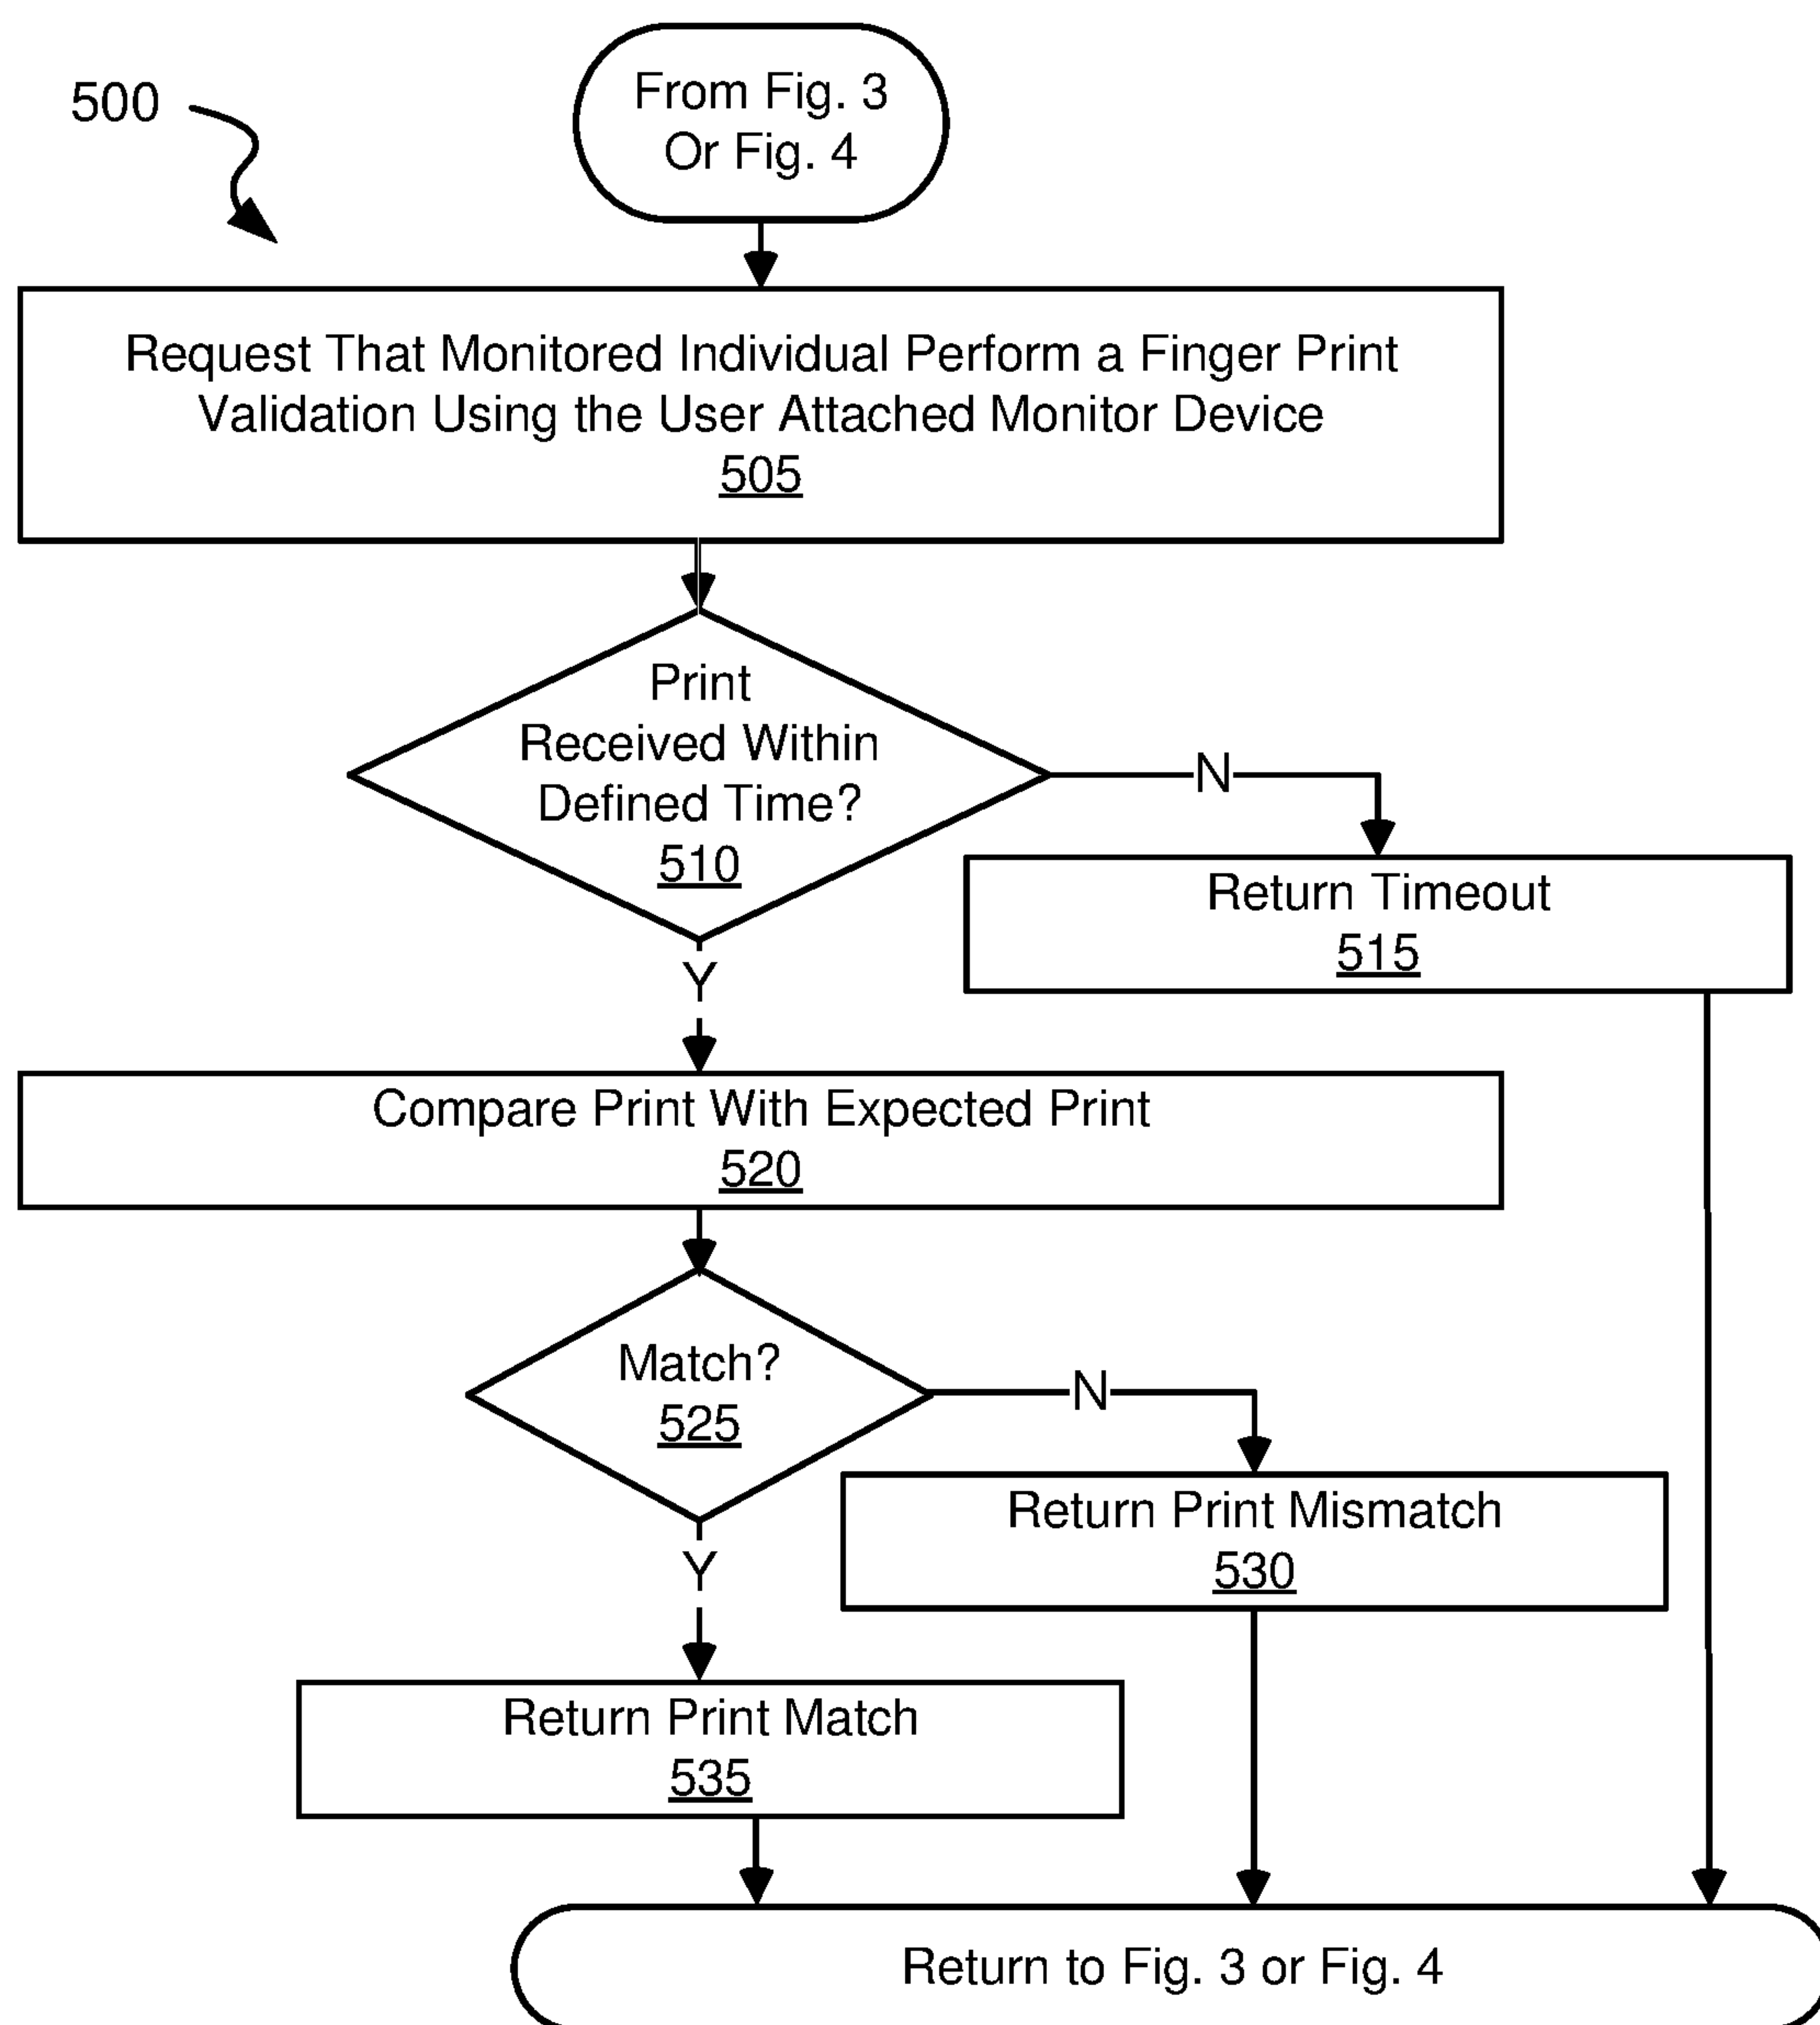 500
From Fig. 3
Or Fig. 4
Request That Monitored Individual Perform a Finger Print
Validation Using the User Attached Monitor Device
505
Print
Received Within
Defined Time?
510
N
Return Timeout
515
Y
Compare Print With Expected Print
520
Match?
525
N
Return Print Mismatch
530
Y
Return Print Match
535
Return to Fig. 3 or Fig. 4